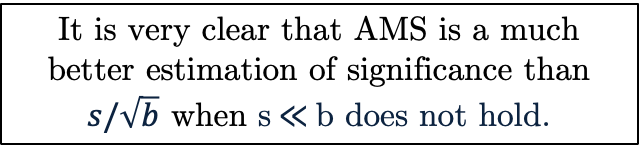 It is very clear that AMS is a much
better estimation of significance than
s/√b when s ≪ b does not hold.